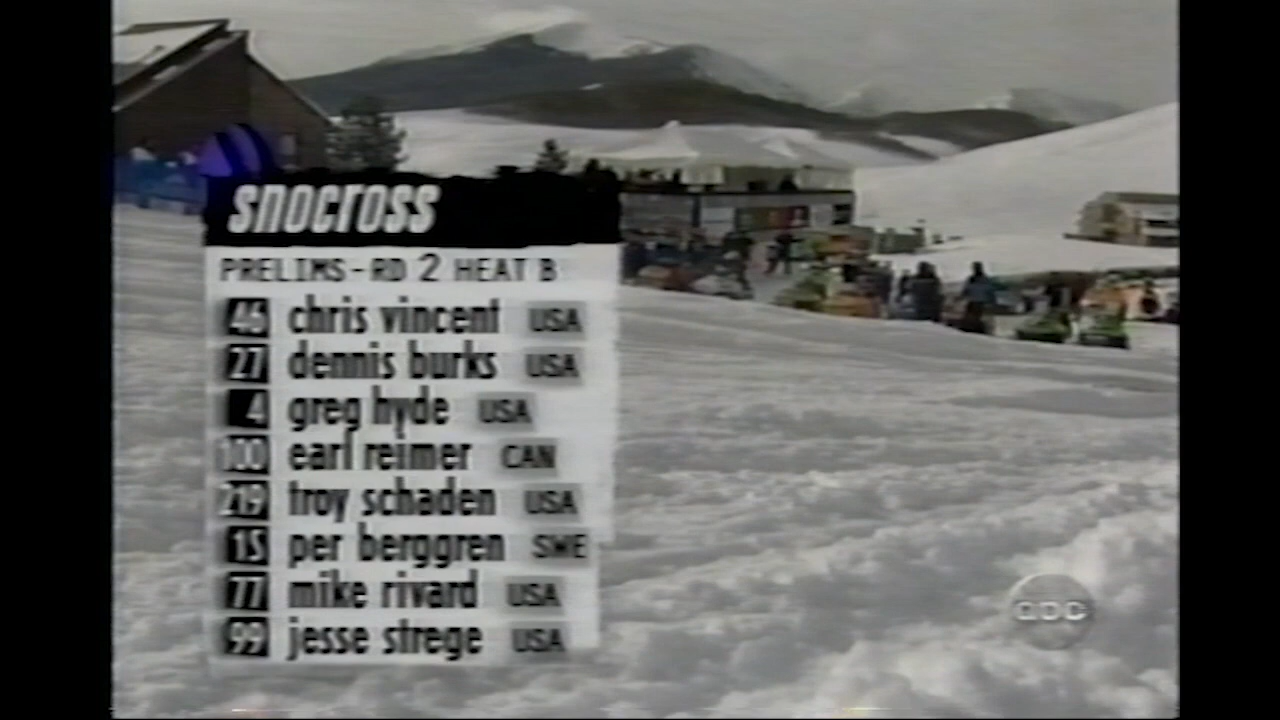 snocross
PRELIMS-RD 2 HEAT B
46 chris vincent USA
27 dennis burks USA
4 greg hyde USA
100 earl reimer CAN
219 troy schaden USA
15 per berggren SWE
77 mike rivard USA
99 jesse strege USA
abc